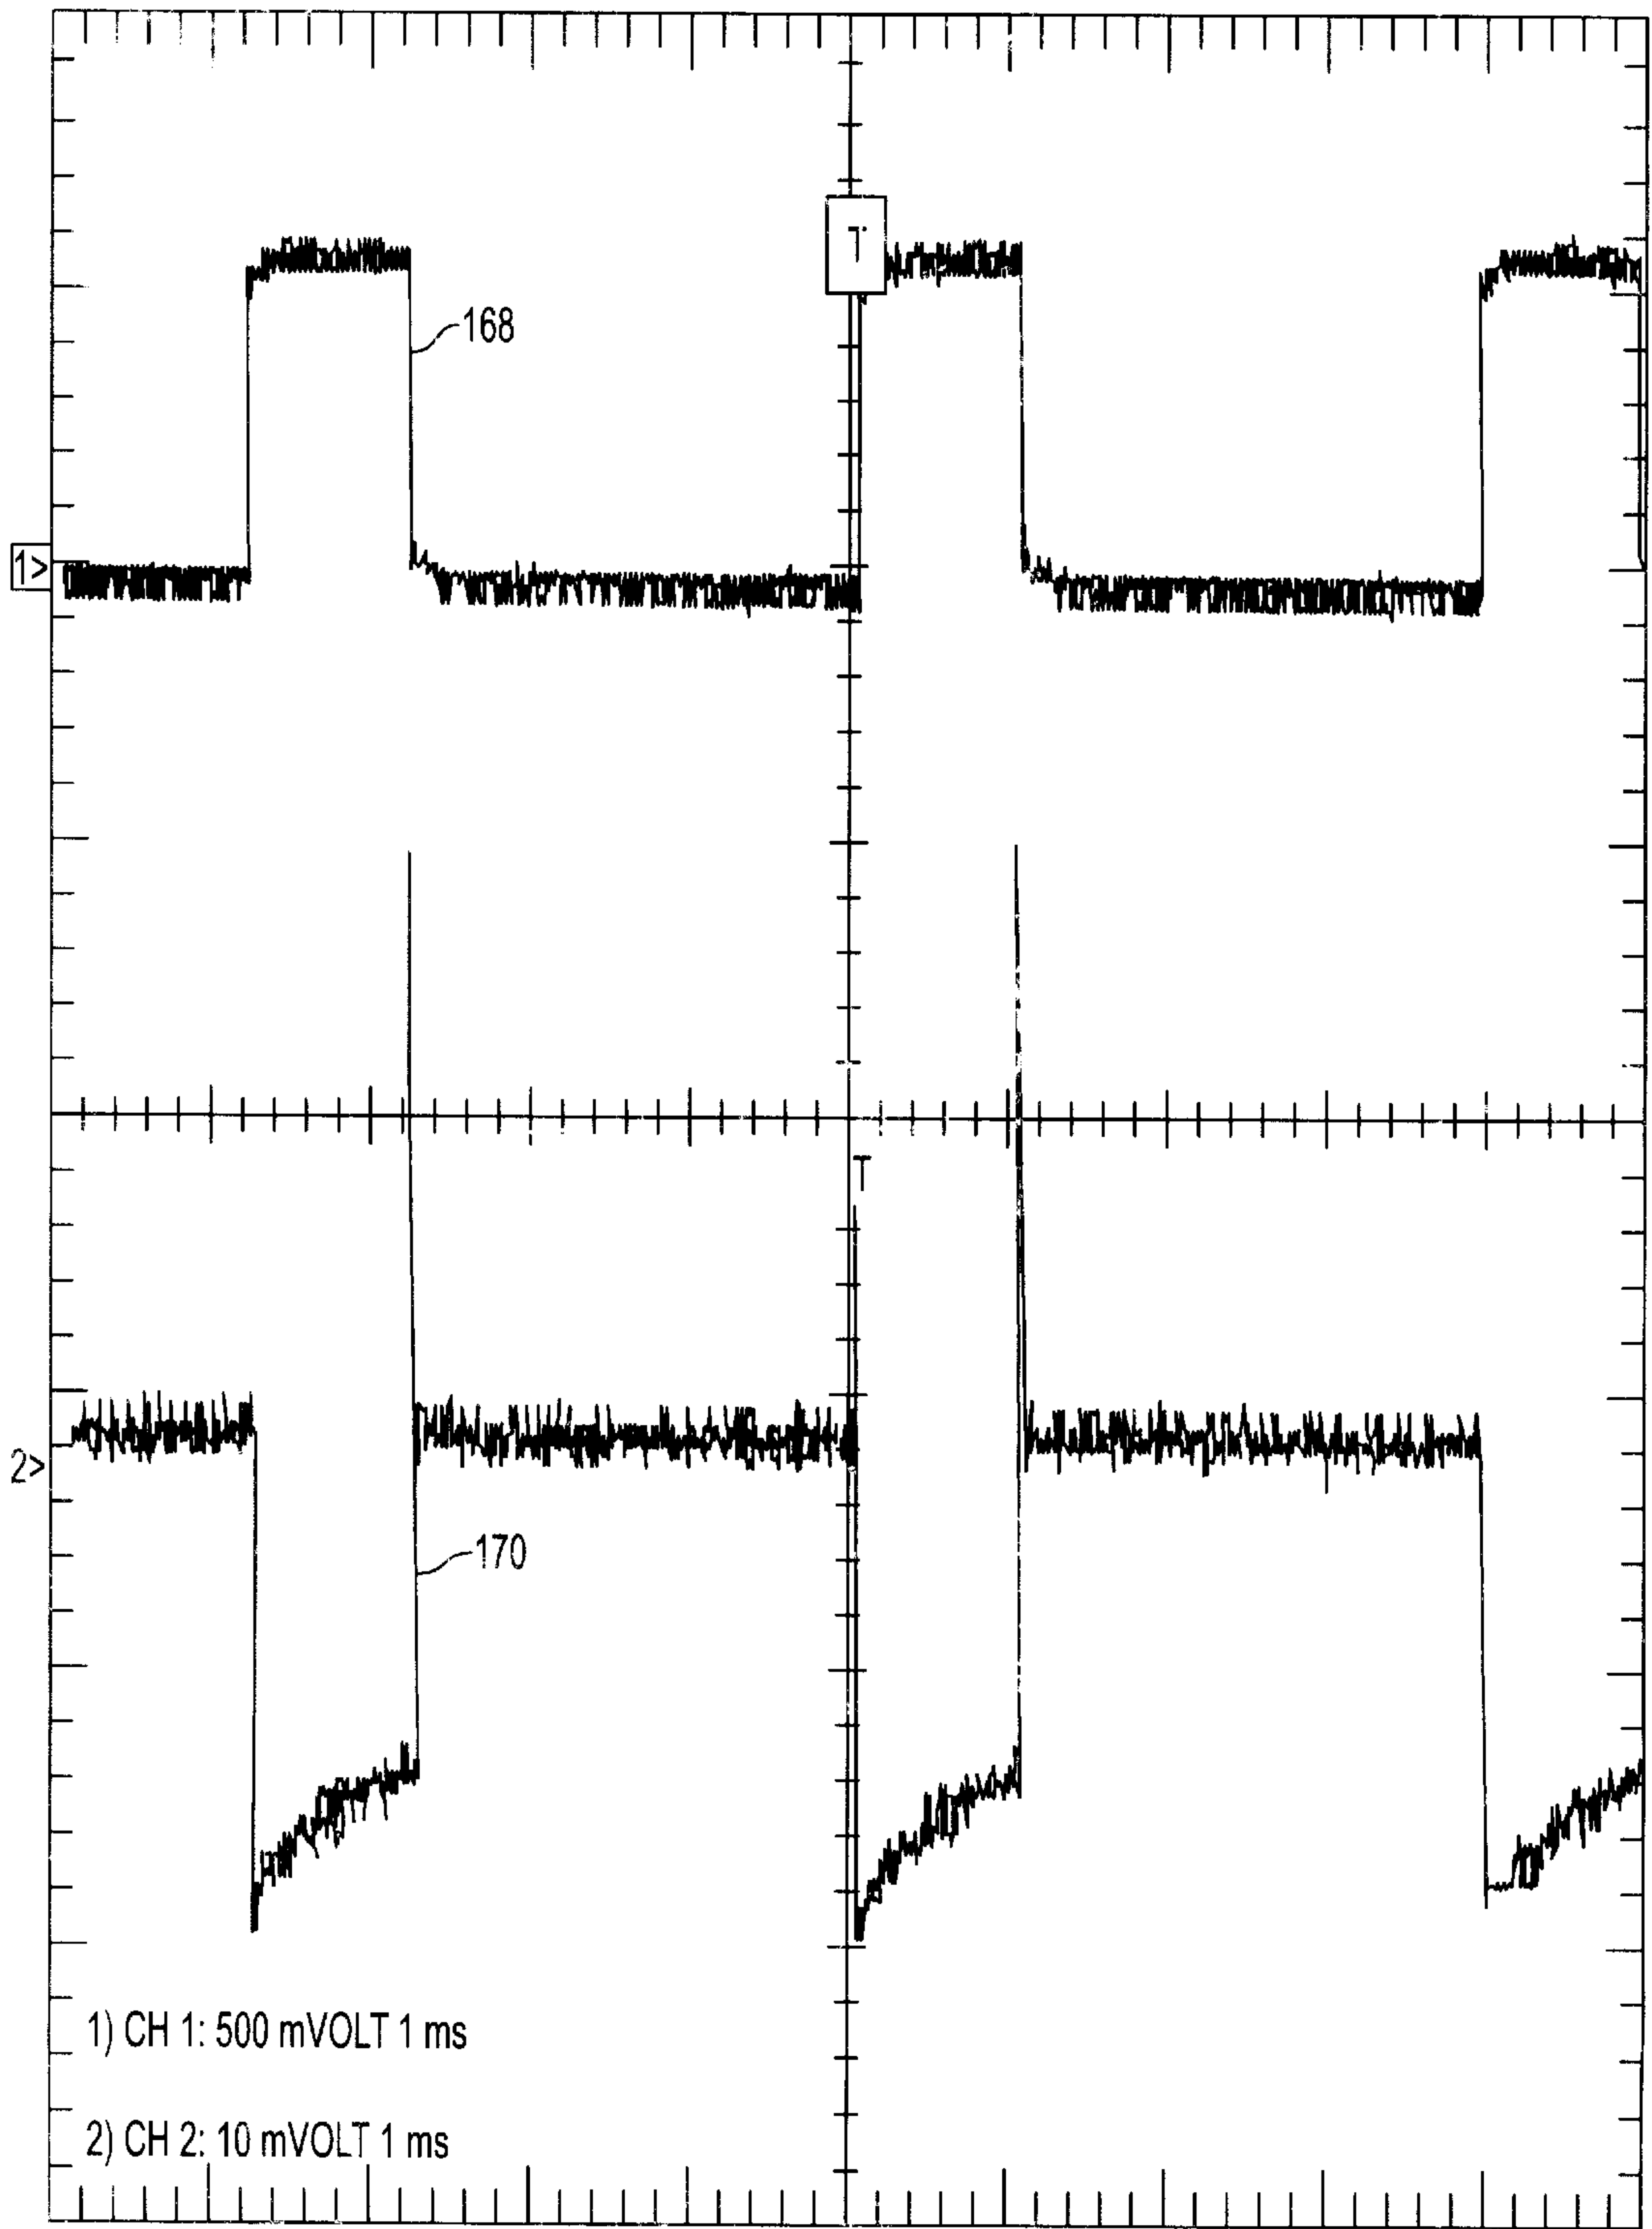 T
168
1>
T
2>
170
1) CH 1: 500 mVOLT 1 ms
2) CH 2: 10 mVOLT 1 ms